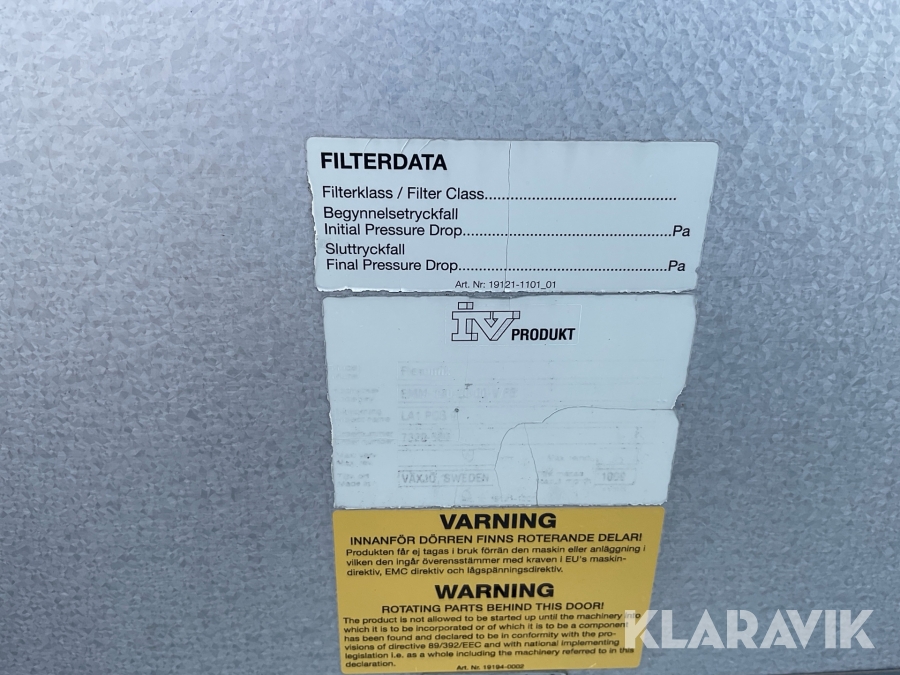 FILTERDATA
Filterklass / Filter Class.............................................
Begynnelsetryckfall
Initial Pressure Drop.................................................Pa
Sluttryckfall
Final Pressure Drop.................................................Pa
Art. Nr: 19121-1101_01
iv PRODUKT
VÄXJÖ, SWEDEN
VARNING
INNANFÖR DÖRREN FINNS ROTERANDE DELAR!
Produkten får ej tagas i bruk förrän den maskin eller anläggning i
vilken den ingår överensstämmer med kraven i EU's maskin-
direktiv, EMC direktiv och lågspänningsdirektiv.
WARNING
ROTATING PARTS BEHIND THIS DOOR!
The product is not allowed to be started up until the machinery into
which it is to be incorporated or of which it is to be a component
has been found and declared to be in conformity with the pro-
visions of directive 89/392/EEC and with national implementing
legislation i.e. as a whole including the machinery referred to in this
declaration.
Art. Nr: 19194-0002
KLARAVIK